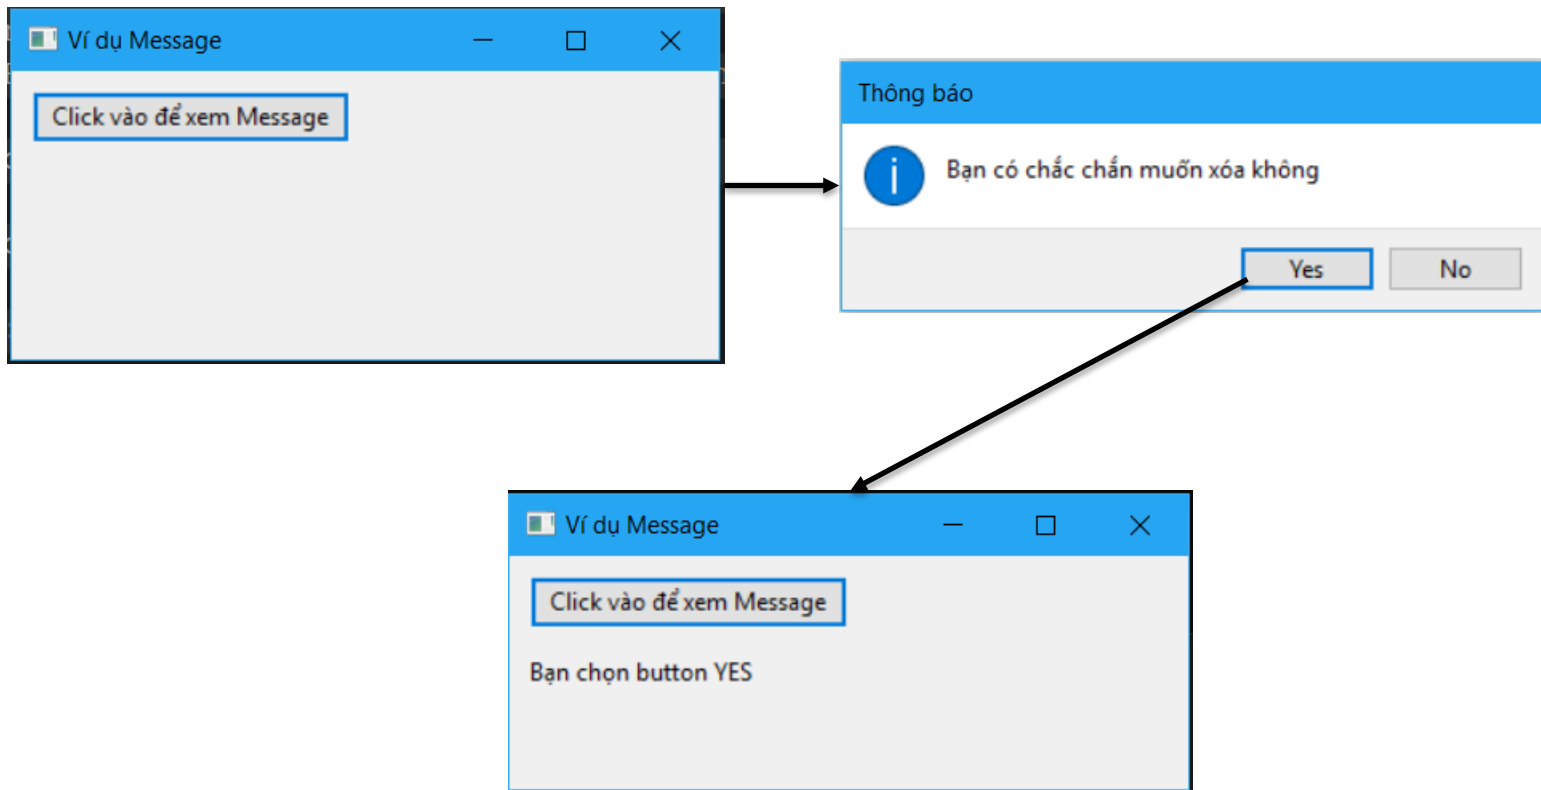 Ví dụ Message
Click vào để xem Message
Thông báo
Bạn có chắc chắn muốn xóa không
Yes No
Ví dụ Message
Click vào để xem Message
Bạn chọn button YES